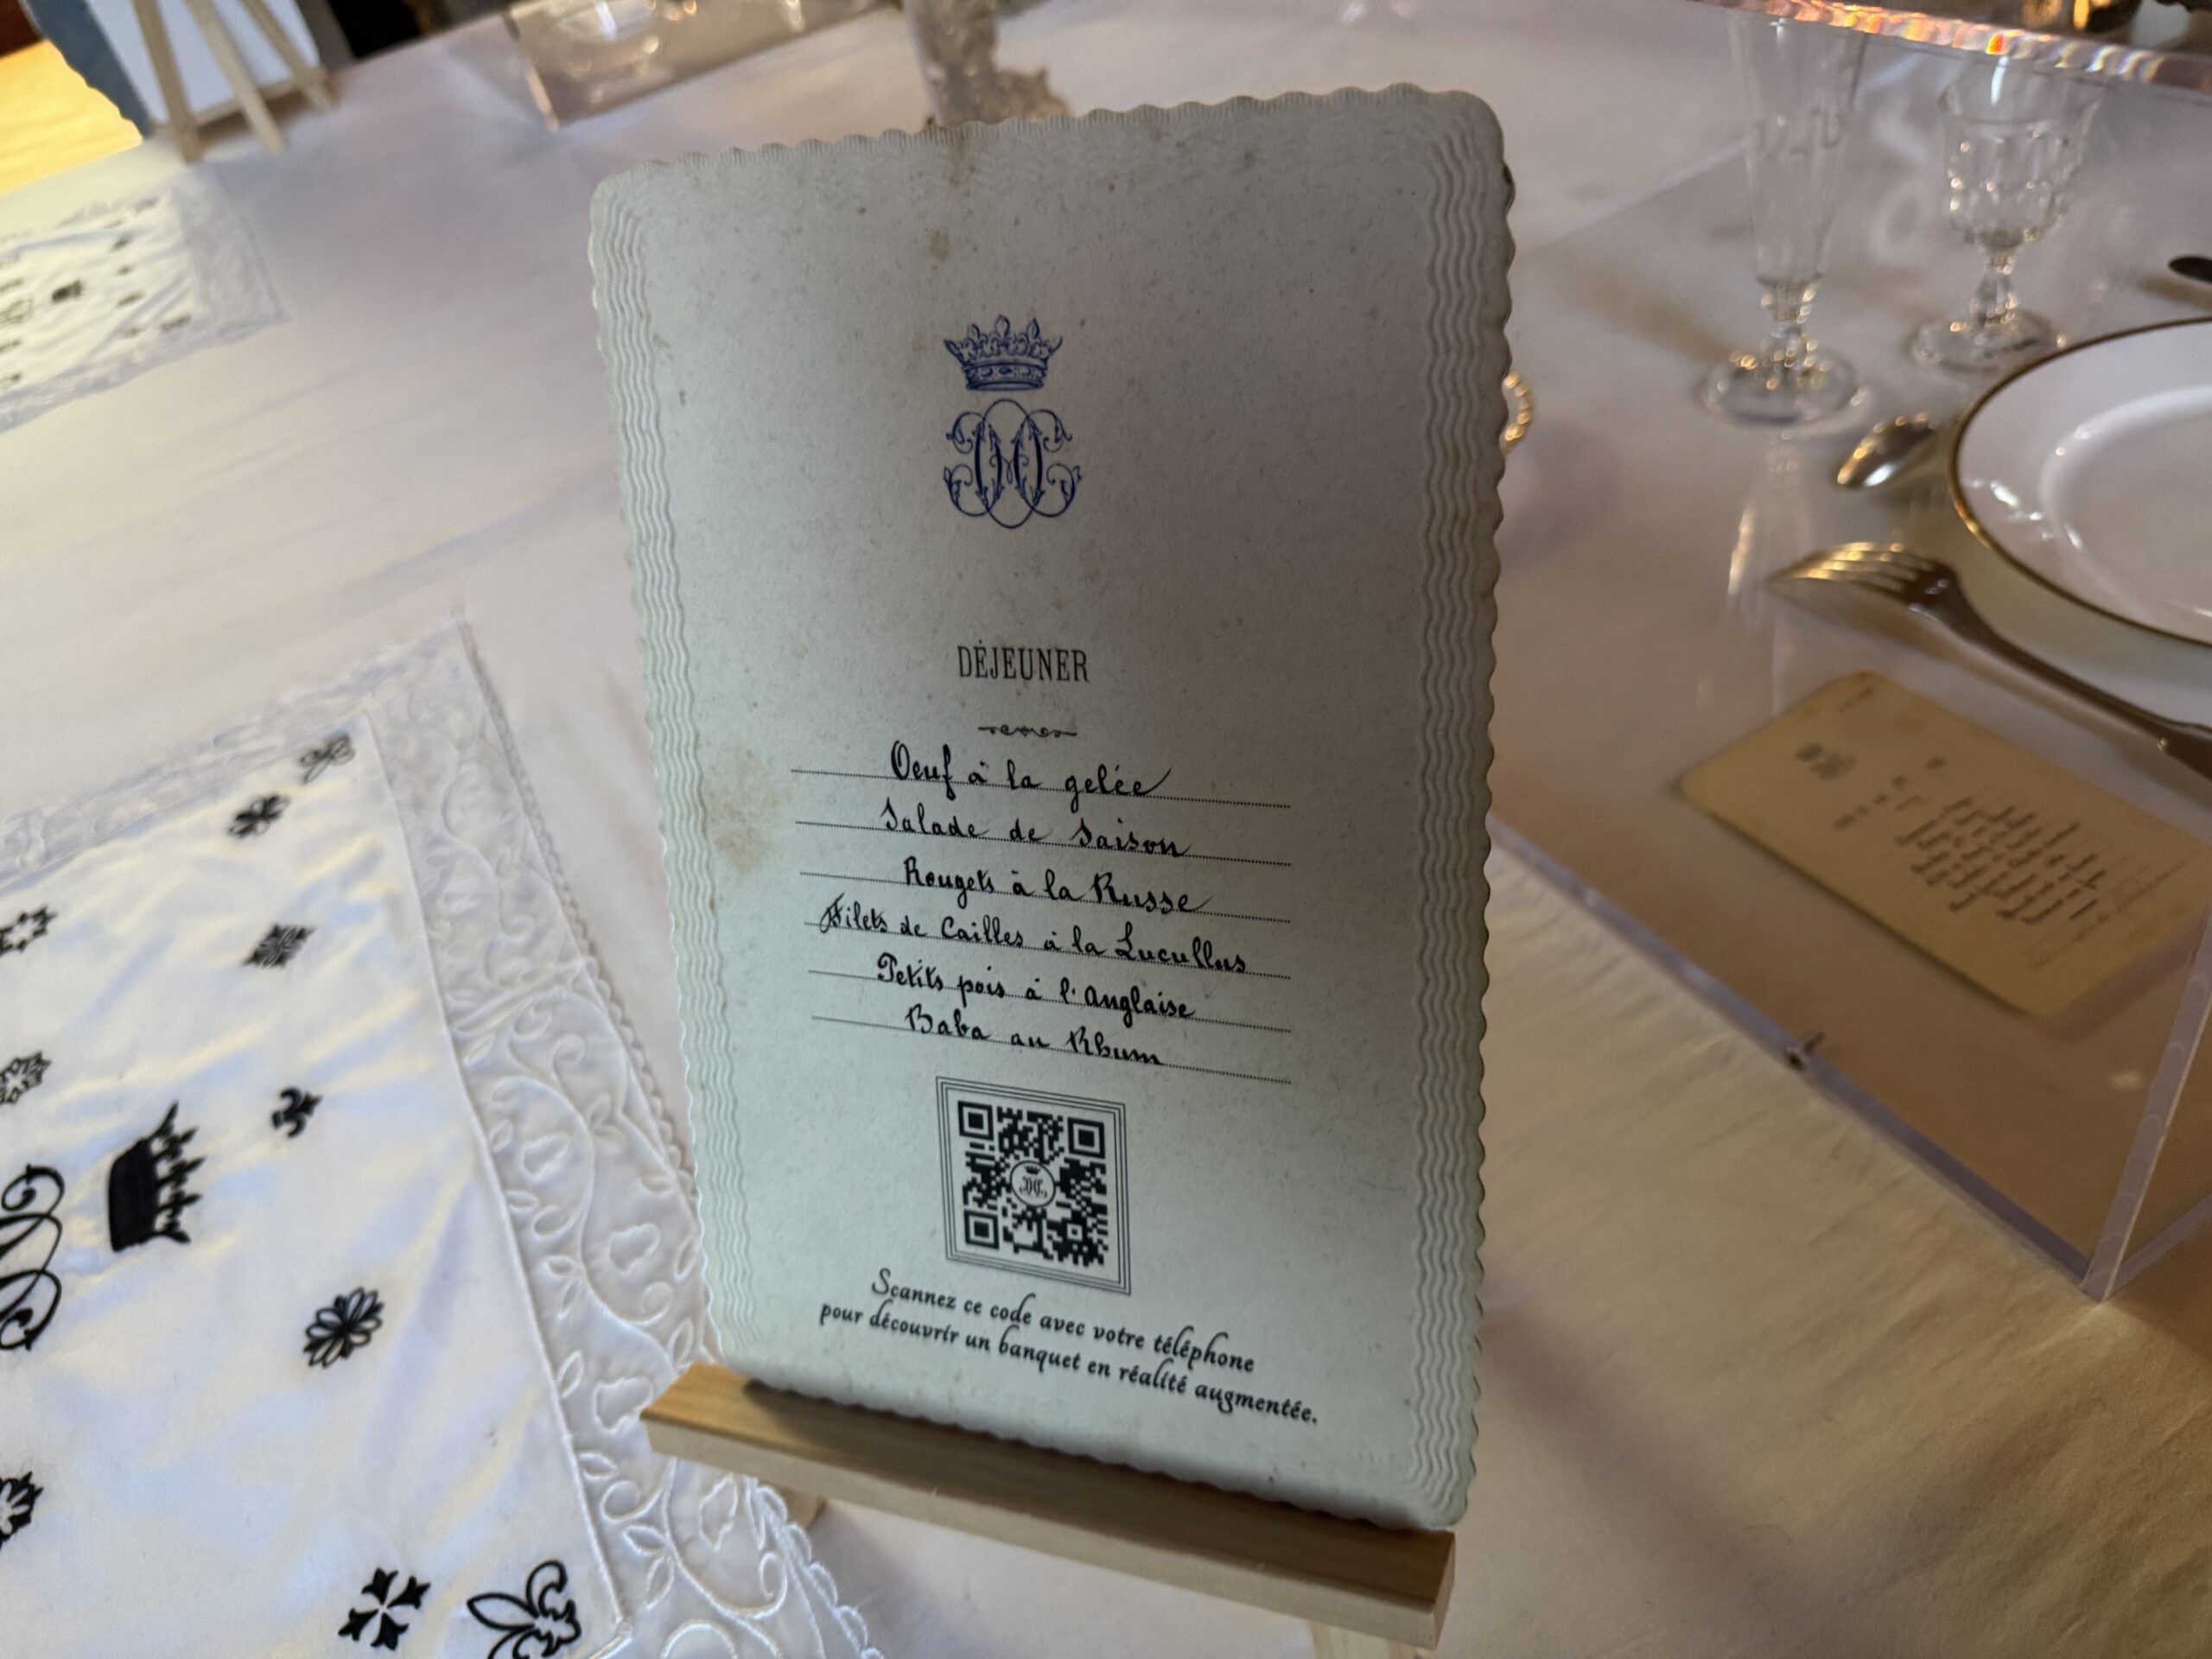 DÉJEUNER
Oeuf à la gelée
Salade de Saison
Rougets à la Russe
Filets de Cailles à la Lucullus
Petits pois à l'anglaise
Baba au Rhum
Scannez ce code avec votre téléphone
pour découvrir un banquet en réalité augmentée.